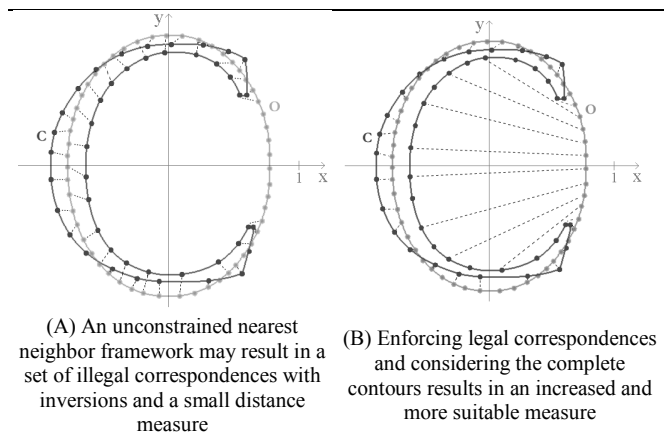 y
C
O
1
x
y
C
O
1
x
(A) An unconstrained nearest
neighbor framework may result in a
set of illegal correspondences with
inversions and a small distance
measure
(B) Enforcing legal correspondences
and considering the complete
contours results in an increased and
more suitable measure